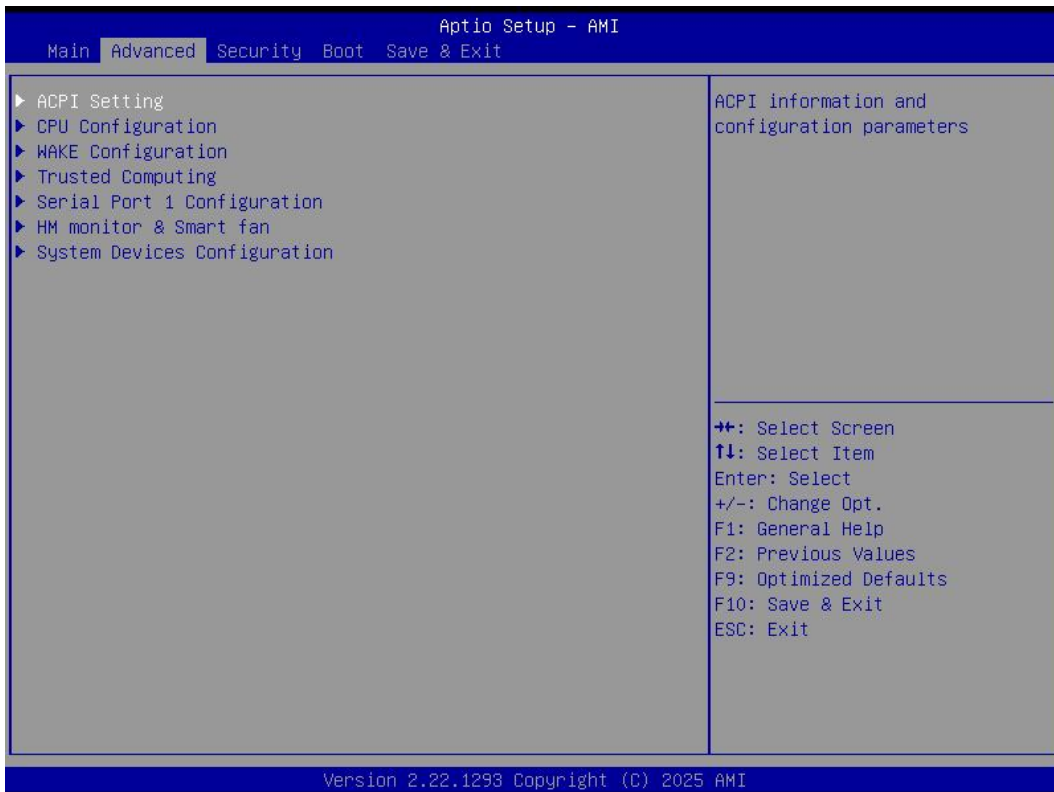 Aptio Setup – AMI
Main Advanced Security Boot Save & Exit
▶ ACPI Setting
▶ CPU Configuration
▶ WAKE Configuration
▶ Trusted Computing
▶ Serial Port 1 Configuration
▶ HM monitor & Smart fan
▶ System Devices Configuration
ACPI information and
configuration parameters
→←: Select Screen
↑↓: Select Item
Enter: Select
+/-: Change Opt.
F1: General Help
F2: Previous Values
F9: Optimized Defaults
F10: Save & Exit
ESC: Exit
Version 2.22.1293 Copyright (C) 2025 AMI